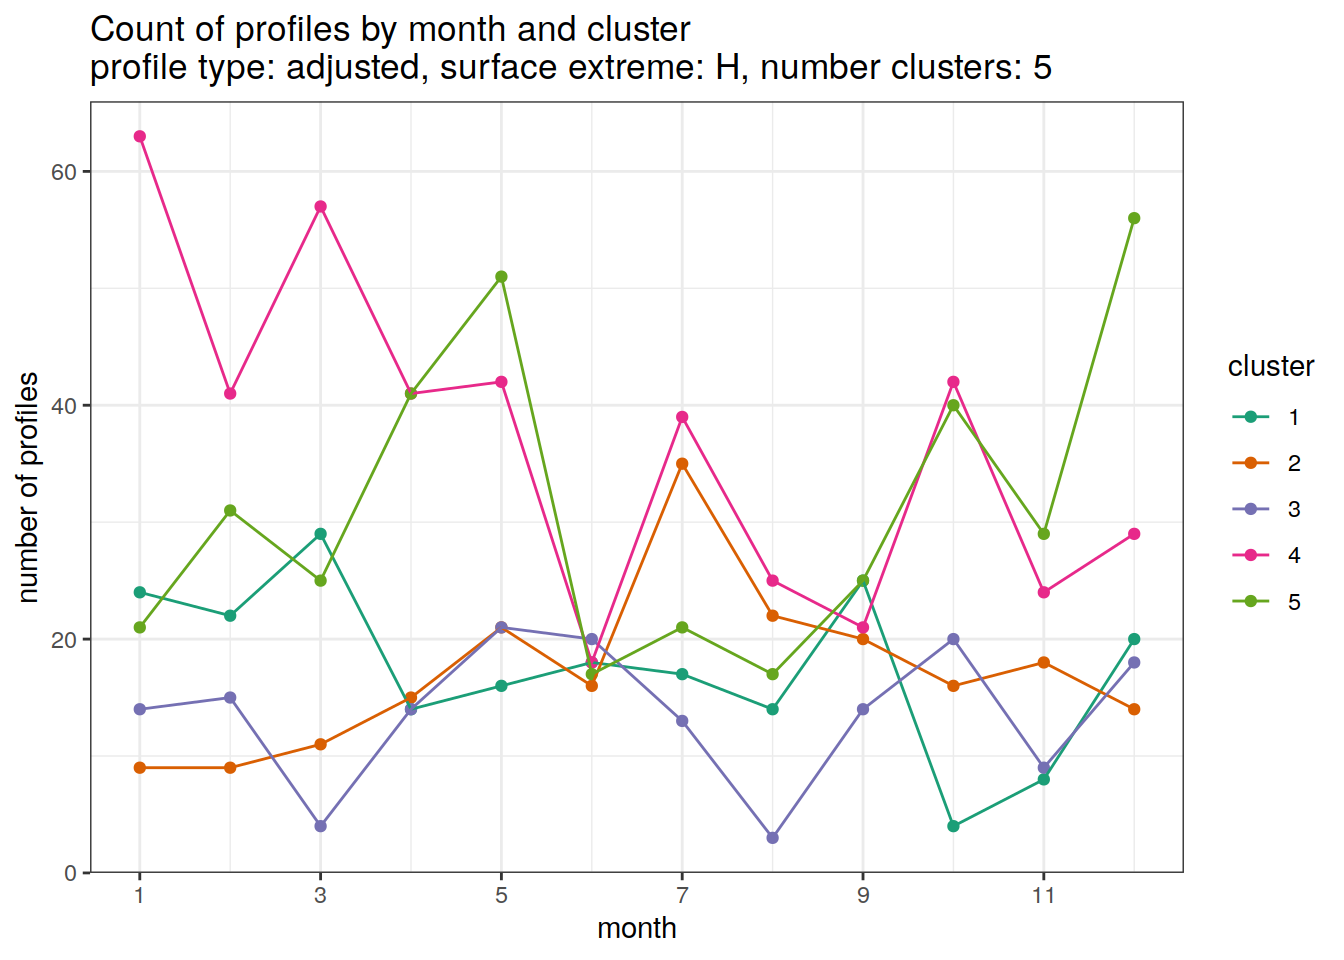 Count of profiles by month and cluster
profile type: adjusted, surface extreme: H, number clusters: 5
60
40
20
0
number of profiles
1 3 5 7 9 11
month
cluster
1
2
3
4
5